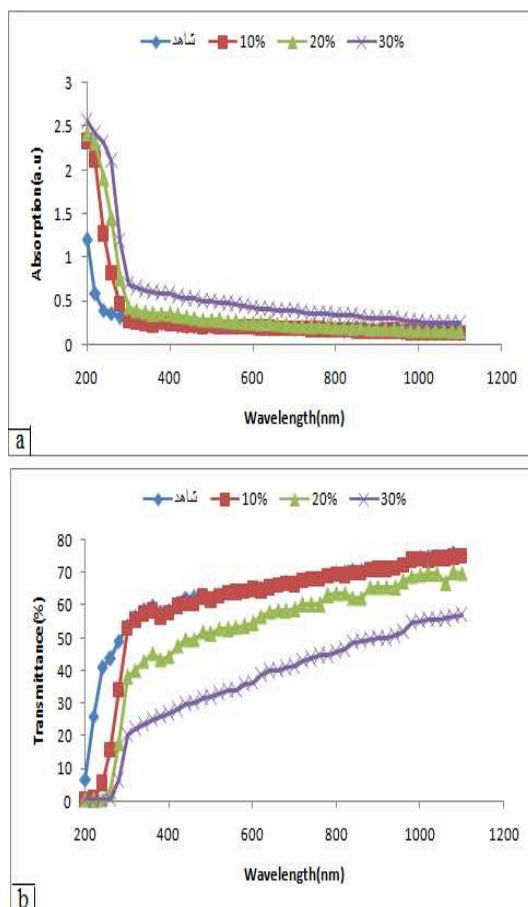 شاهد 10% 20% 30%
3
2.5
2
1.5
1
0.5
0
Absorption(a.u)
200 400 600 800 1000 1200
Wavelength(nm)
a
شاهد 10% 20% 30%
80
70
60
50
40
30
20
10
0
Transmittance(%)
200 400 600 800 1000 1200
Wavelength(nm)
b